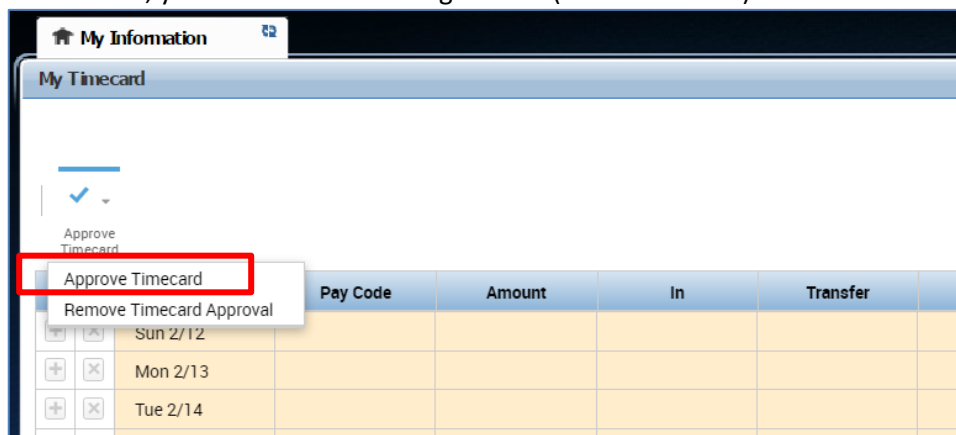 My Information
My Timecard
Approve
Timecard
Approve Timecard
Remove Timecard Approval
Pay Code Amount In Transfer
Sun 2/12
Mon 2/13
Tue 2/14